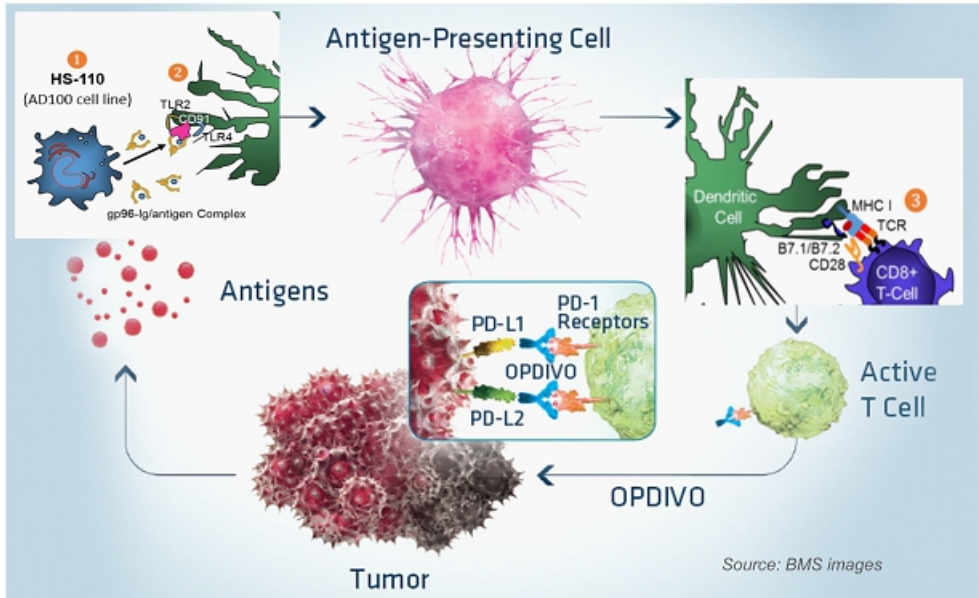 Antigen-Presenting Cell
1
HS-110
(AD100 cell line)
2
TLR2
CD91
TLR4
gp96-Ig/antigen Complex
Dendritic
Cell
MHC I
3
TCR
B7.1/B7.2
CD28
CD8+
T-Cell
Antigens
PD-L1
PD-1
Receptors
OPDIVO
PD-L2
Active
T Cell
OPDIVO
Tumor
Source: BMS images